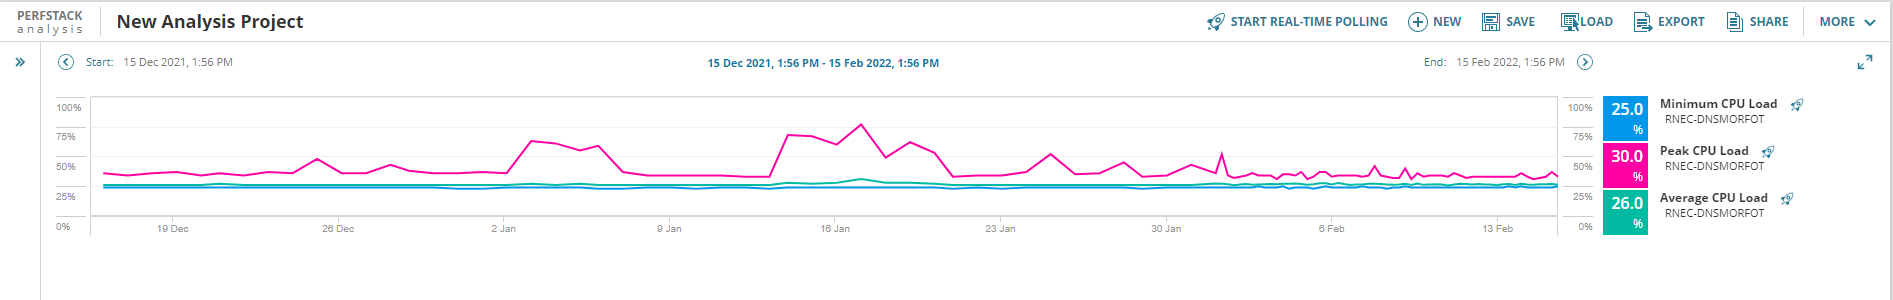 PERFSTACK
analysis
New Analysis Project
START REAL-TIME POLLING
NEW
SAVE
LOAD
EXPORT
SHARE
MORE
Start: 15 Dec 2021, 1:56 PM
15 Dec 2021, 1:56 PM - 15 Feb 2022, 1:56 PM
End: 15 Feb 2022, 1:56 PM
100%
75%
50%
25%
0%
19 Dec
26 Dec
2 Jan
9 Jan
16 Jan
23 Jan
30 Jan
6 Feb
13 Feb
100%
75%
50%
25%
0%
25.0
%
Minimum CPU Load
RNEC-DNSMORFOT
30.0
%
Peak CPU Load
RNEC-DNSMORFOT
26.0
%
Average CPU Load
RNEC-DNSMORFOT